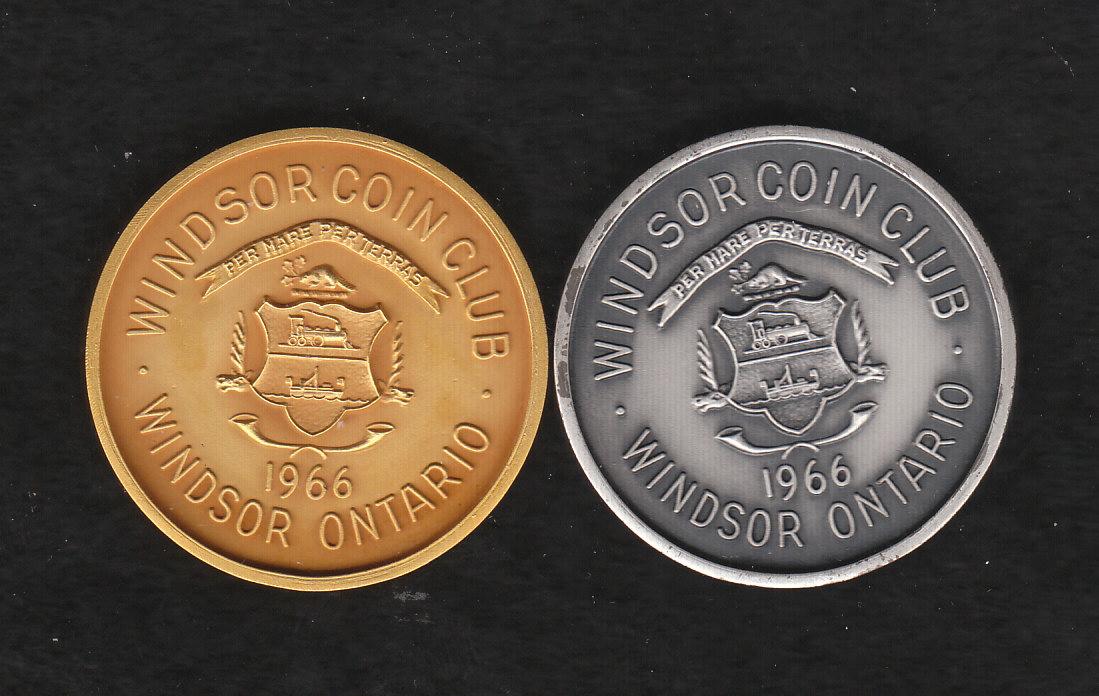 · WINDSOR COIN CLUB ·
PER MARE PER TERRAS
1966
WINDSOR ONTARIO
· WINDSOR COIN CLUB ·
PER MARE PER TERRAS
1966
WINDSOR ONTARIO